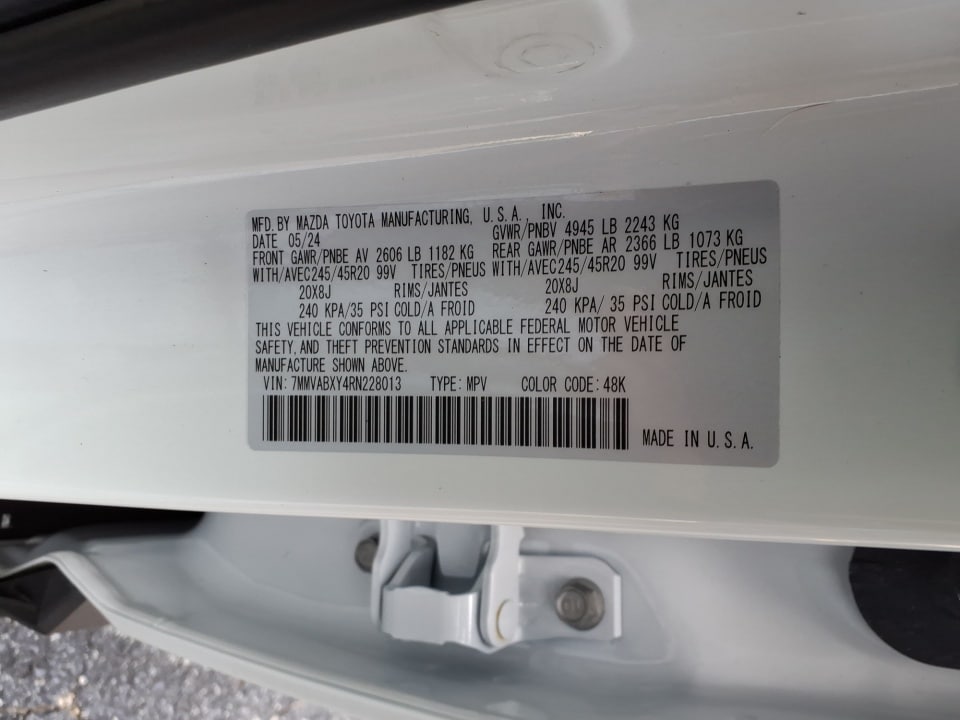 MFD. BY MAZDA TOYOTA MANUFACTURING, U.S.A., INC.
DATE 05/24 GVWR/PNBV 4945 LB 2243 KG
FRONT GAWR/PNBE AV 2606 LB 1182 KG REAR GAWR/PNBE AR 2366 LB 1073 KG
WITH/AVEC245/45R20 99V TIRES/PNEUS WITH/AVEC245/45R20 99V TIRES/PNEUS
20X8J RIMS/JANTES 20X8J RIMS/JANTES
240 KPA/35 PSI COLD/A FROID 240 KPA/ 35 PSI COLD/A FROID
THIS VEHICLE CONFORMS TO ALL APPLICABLE FEDERAL MOTOR VEHICLE
SAFETY, AND THEFT PREVENTION STANDARDS IN EFFECT ON THE DATE OF
MANUFACTURE SHOWN ABOVE.
VIN: 7MMVABXY4RN228013 TYPE: MPV COLOR CODE: 48K
MADE IN U.S.A.